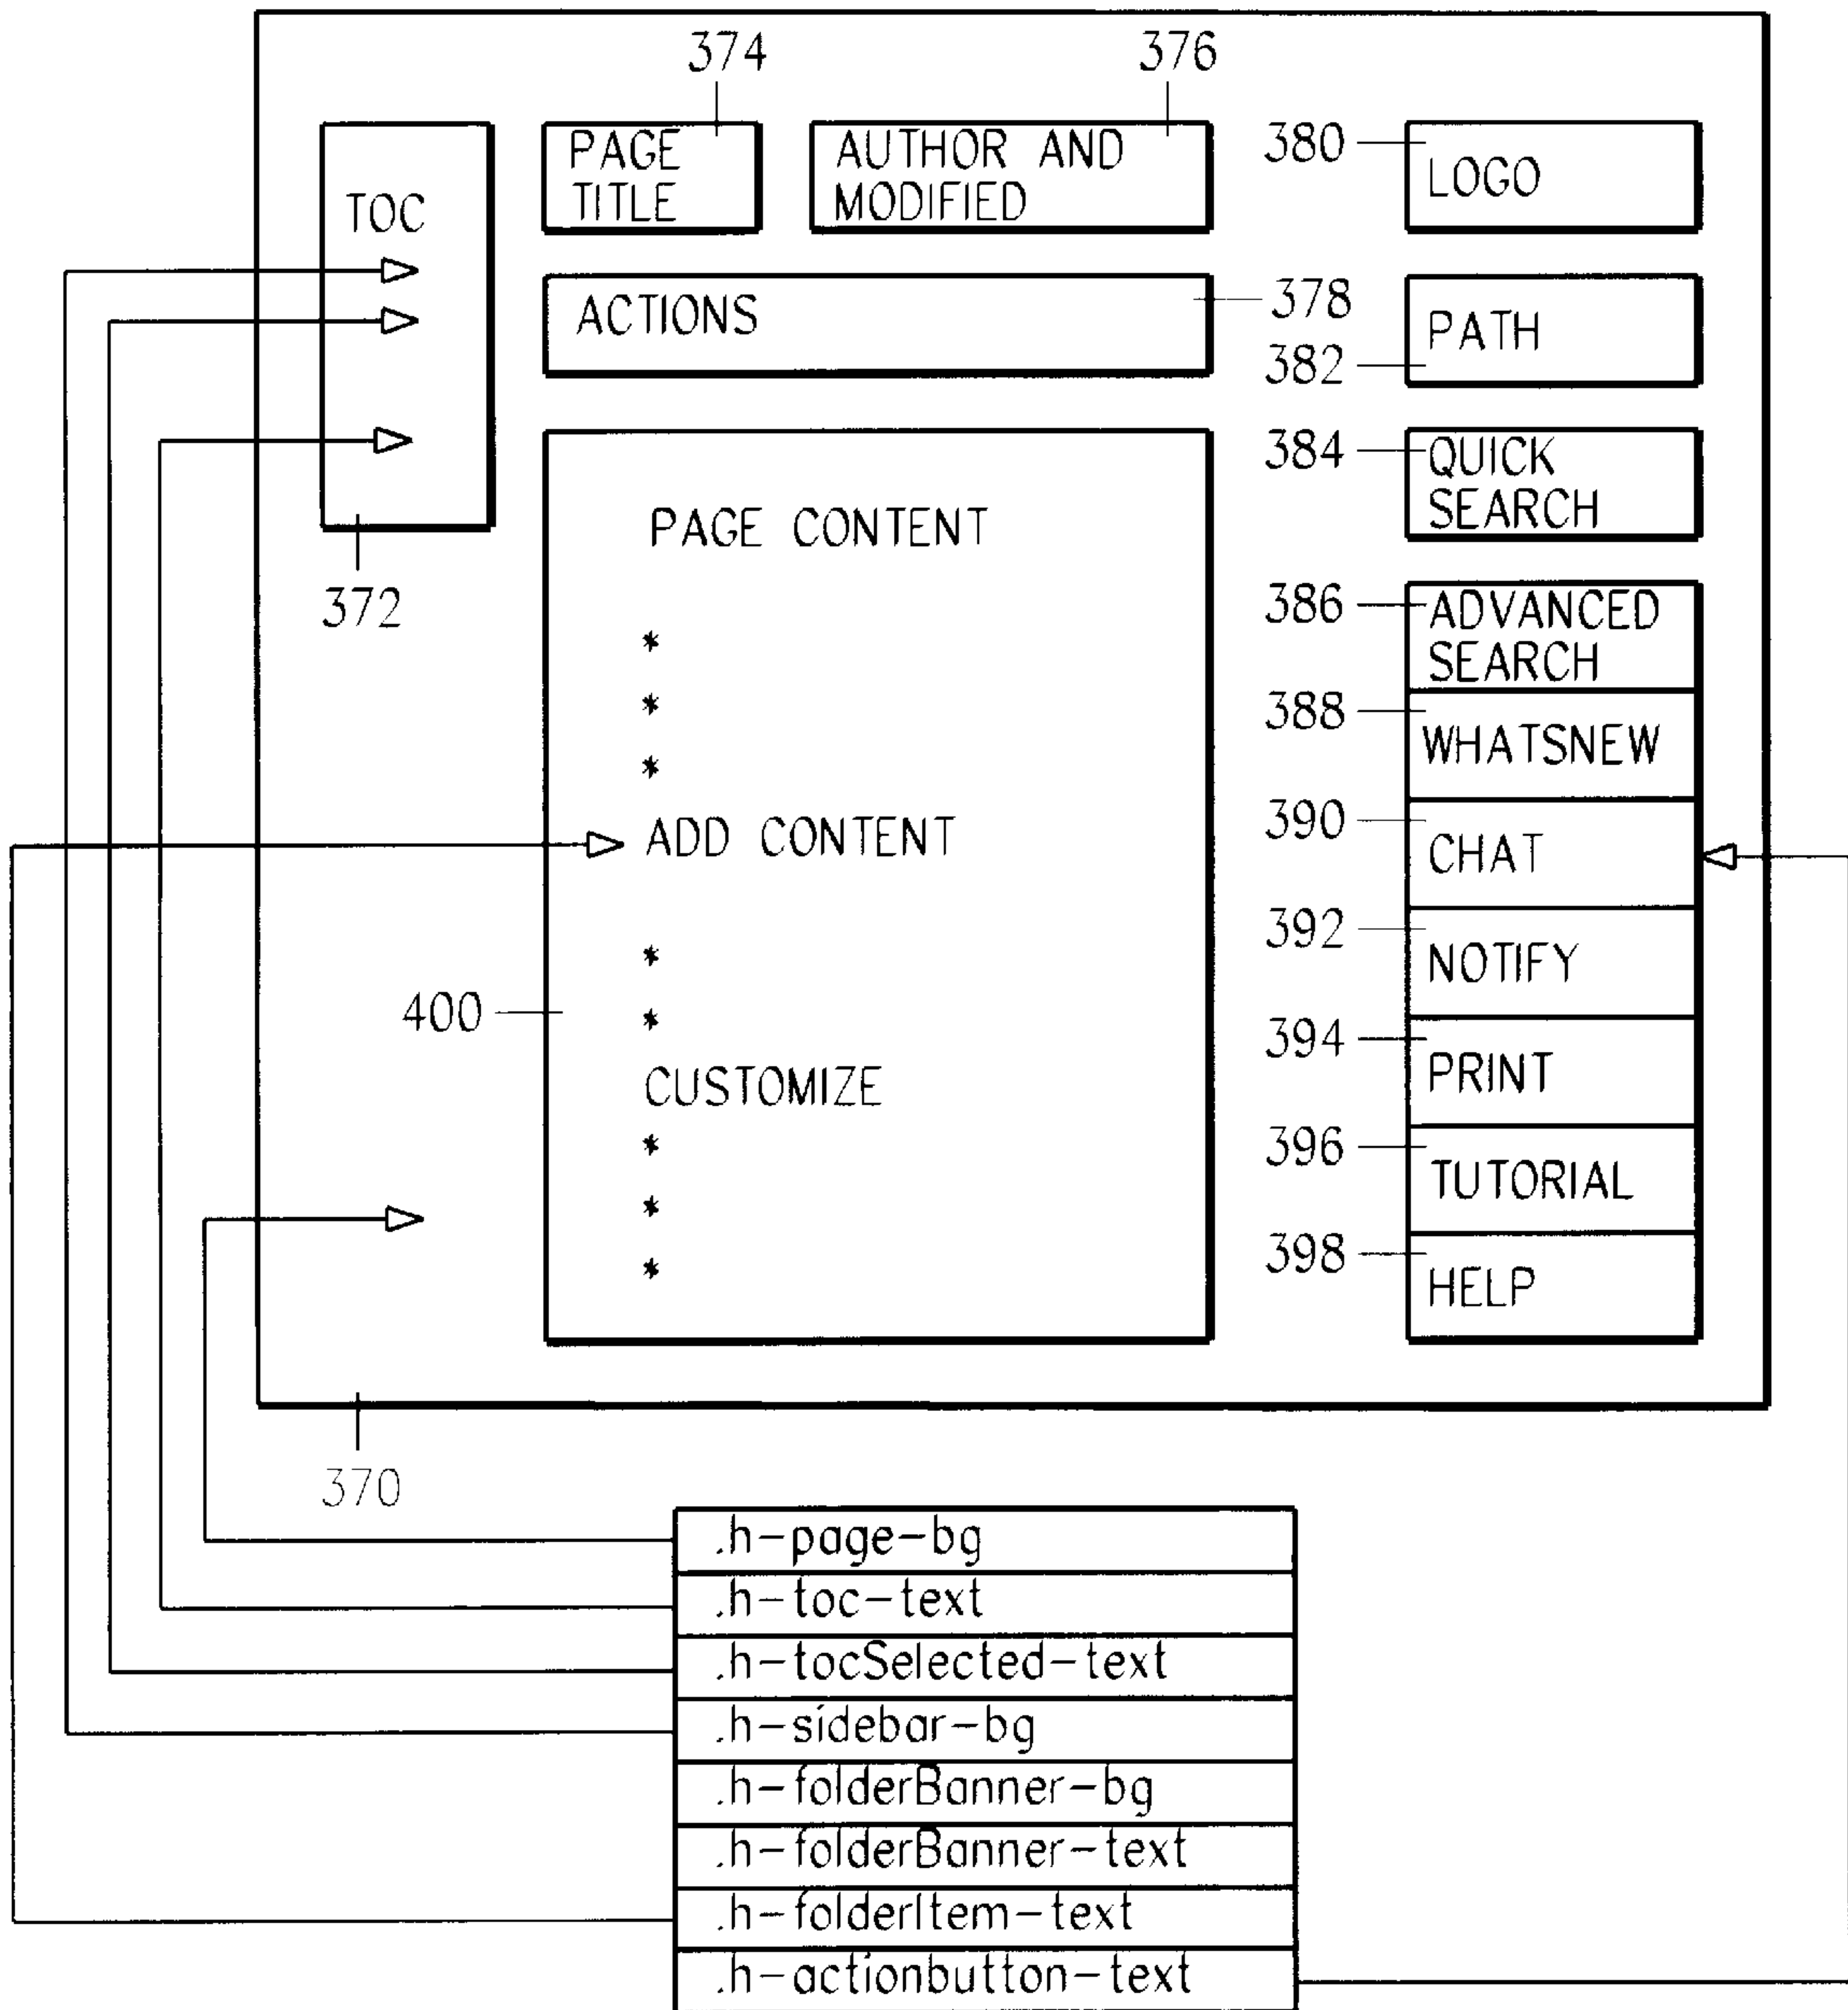 374
376
PAGE
TITLE
AUTHOR AND
MODIFIED
380
LOGO
TOC
ACTIONS
378
PATH
382
384
QUICK
SEARCH
PAGE CONTENT
372
386
ADVANCED
SEARCH
*
*
*
388
WHATSNEW
390
CHAT
ADD CONTENT
392
NOTIFY
*
*
400
394
PRINT
CUSTOMIZE
396
TUTORIAL
*
*
*
398
HELP
370
.h-page-bg
.h-toc-text
.h-tocSelected-text
.h-sidebar-bg
.h-folderBanner-bg
.h-folderBanner-text
.h-folderItem-text
.h-actionbutton-text